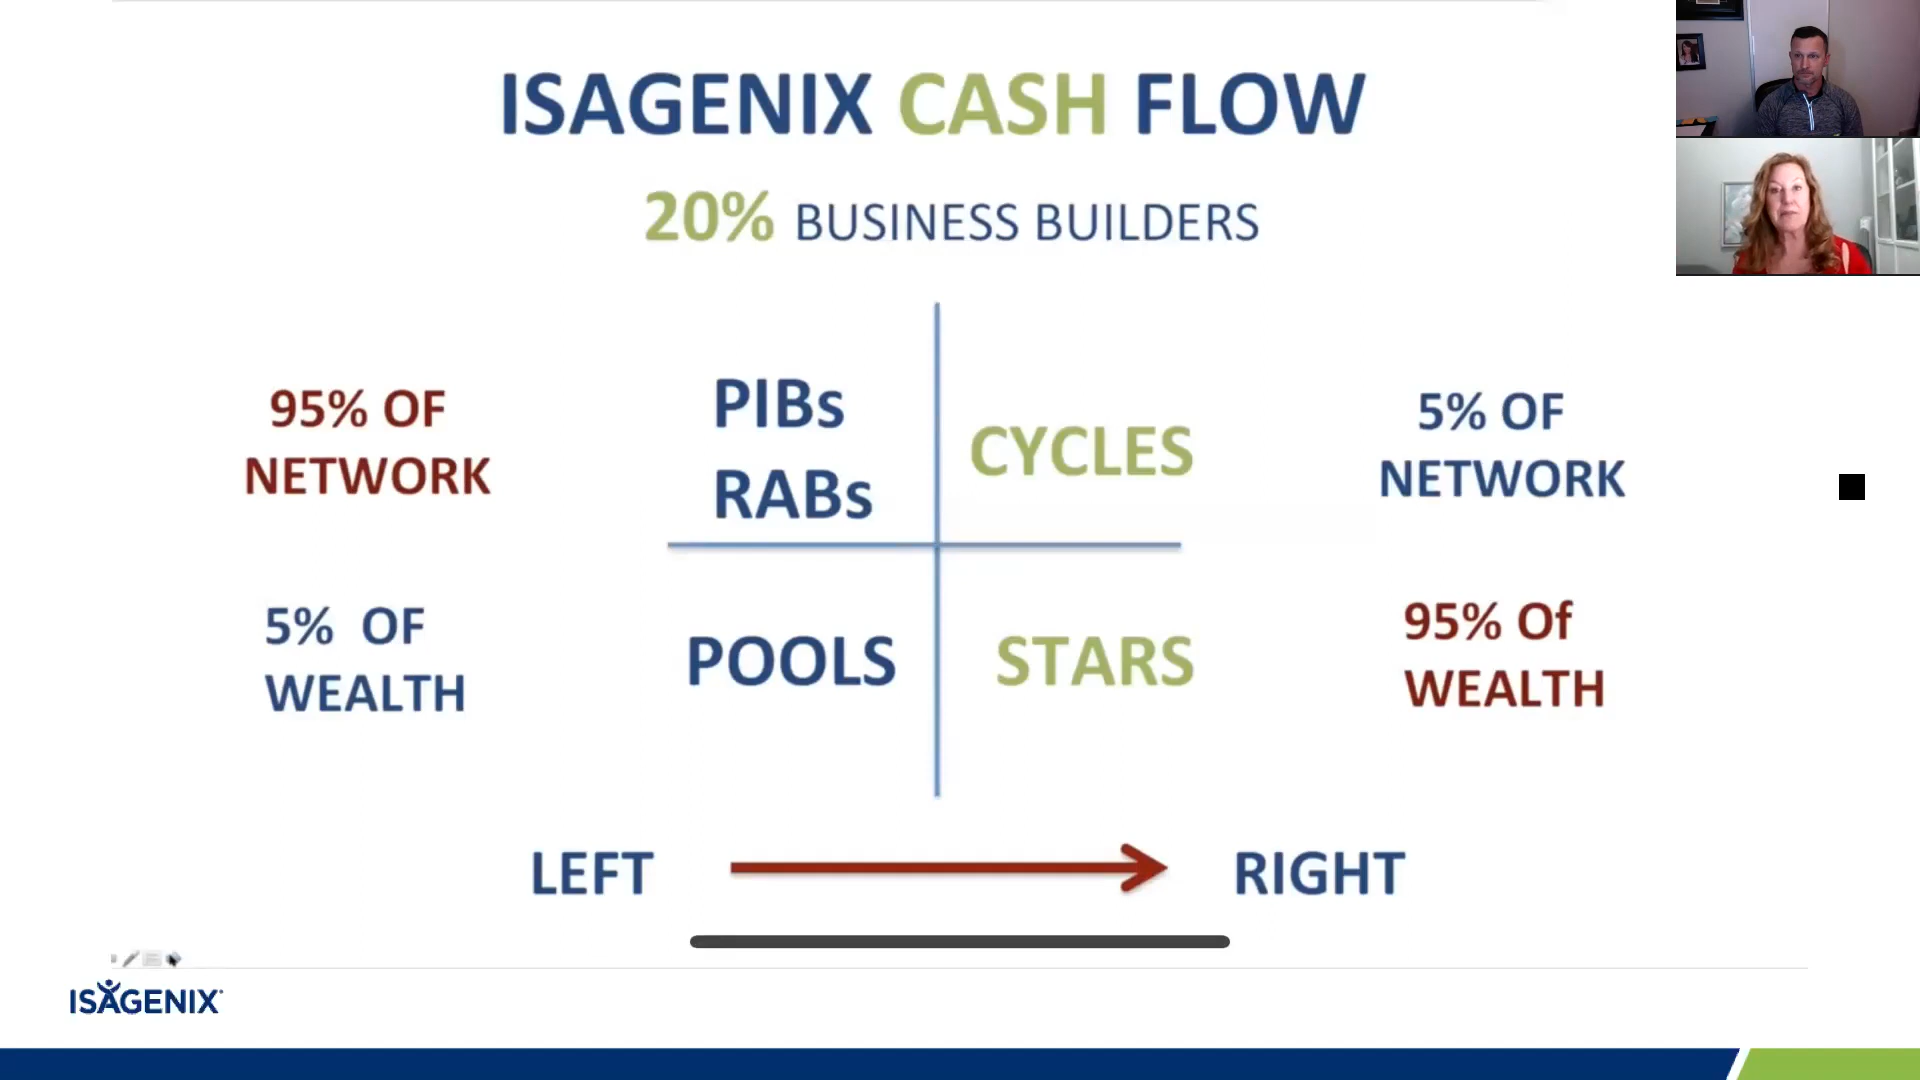 ISAGENIX CASH FLOW
20% BUSINESS BUILDERS
95% OF
NETWORK
PIBs
RABs
CYCLES
5% OF
NETWORK
5% OF
WEALTH
POOLS
STARS
95% Of
WEALTH
LEFT
RIGHT
ISAGENIX